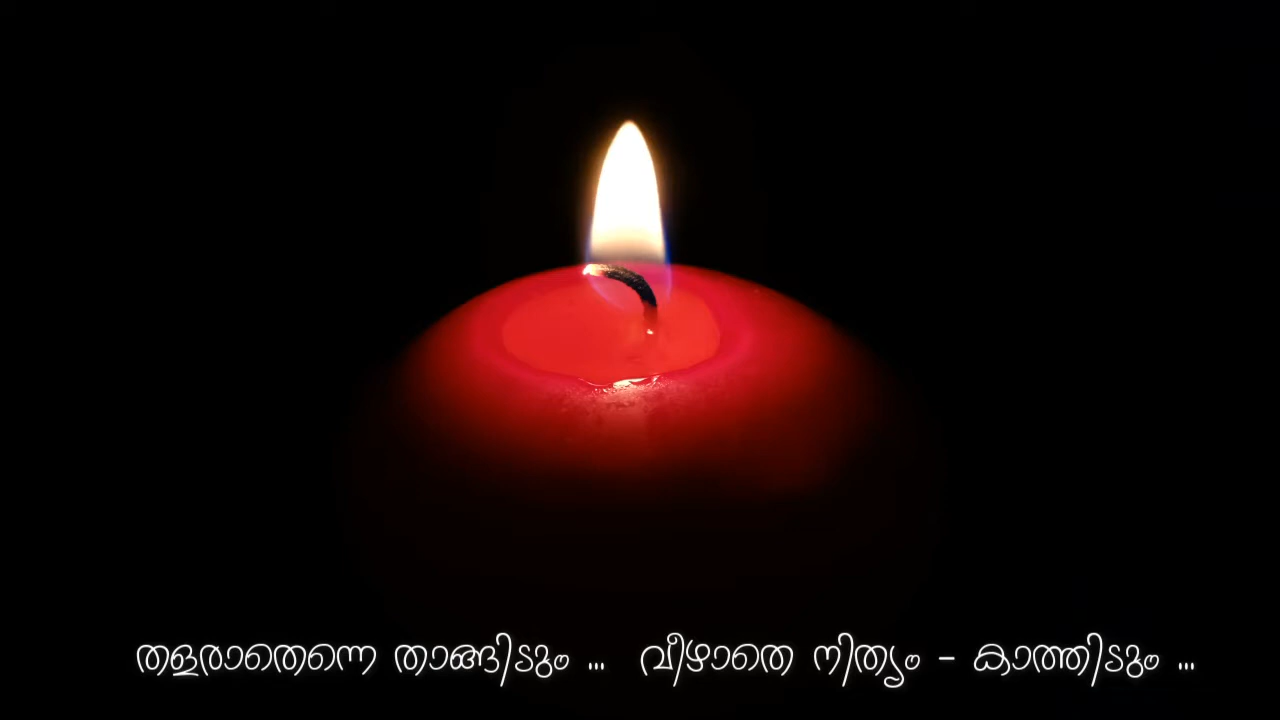 തളരാതെന്നെ താങ്ങിടും ... വീഴാതെ നിത്യം - കാത്തിടും ...